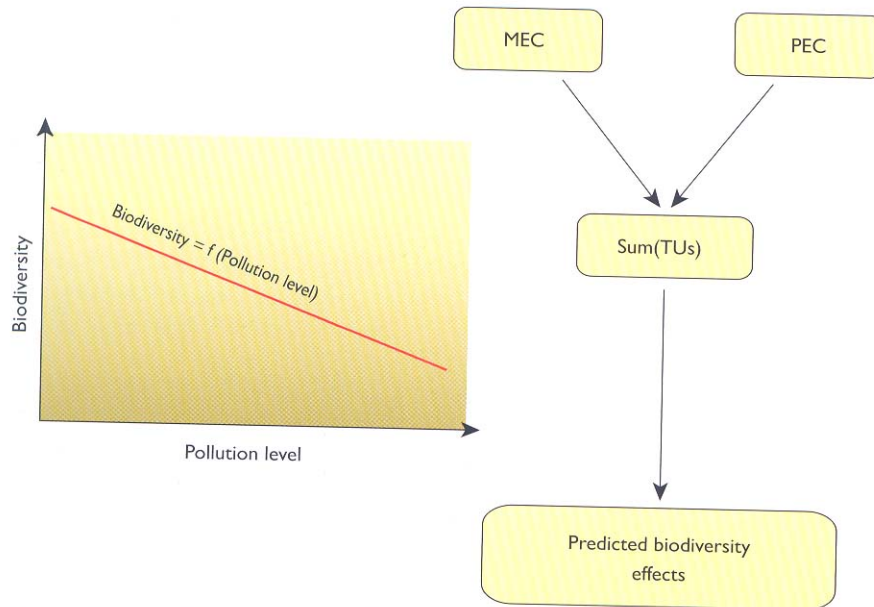 MEC
PEC
Biodiversity = f (Pollution level)
Biodiversity
Pollution level
Sum(TUs)
Predicted biodiversity
effects